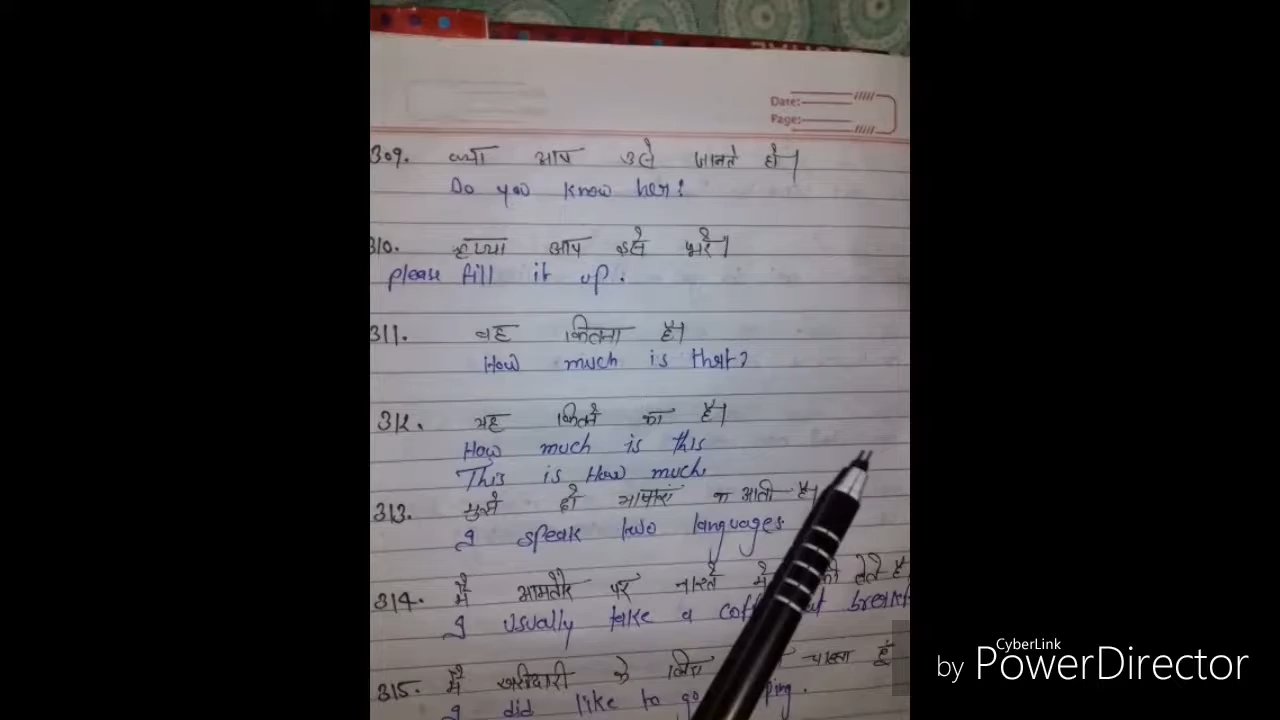 Date:
Page:
309. क्या आप उसे जानते हो।
Do you know her?
310. कृप्या आप इसे भरे।
please fill it up.
311. वह कितना है।
How much is that?
312. यह कितने का है।
How much is this
This is How much
313. मुझे दो भाषाएं आती है।
I speak two languages.
314. मैं आमतौर पर नास्ते में लेते है
I usually take a at
315. मैं खरीदारी के लिए चाहता हूं
I did like to go
CyberLink
by PowerDirector